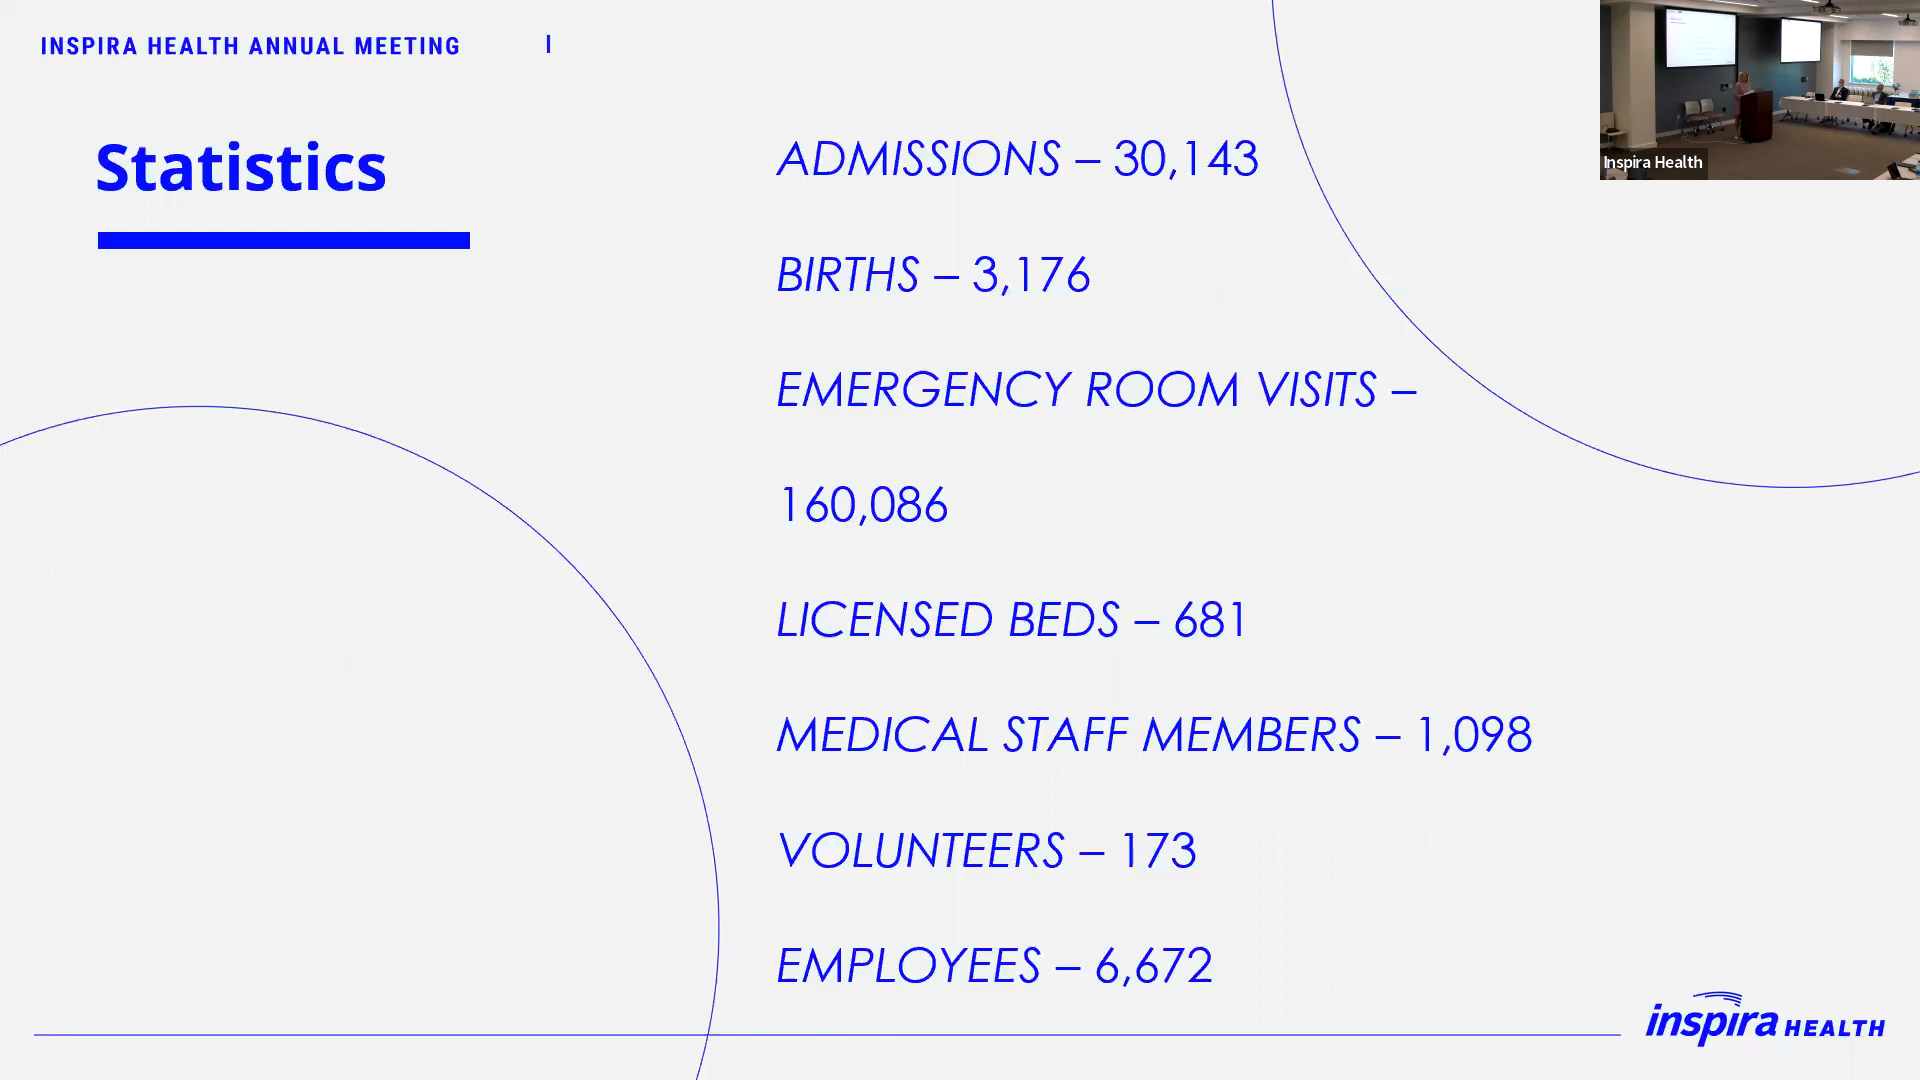 INSPIRA HEALTH ANNUAL MEETING |
Statistics
ADMISSIONS – 30,143
BIRTHS – 3,176
EMERGENCY ROOM VISITS –
160,086
LICENSED BEDS – 681
MEDICAL STAFF MEMBERS – 1,098
VOLUNTEERS – 173
EMPLOYEES – 6,672
Inspira Health
inspira HEALTH